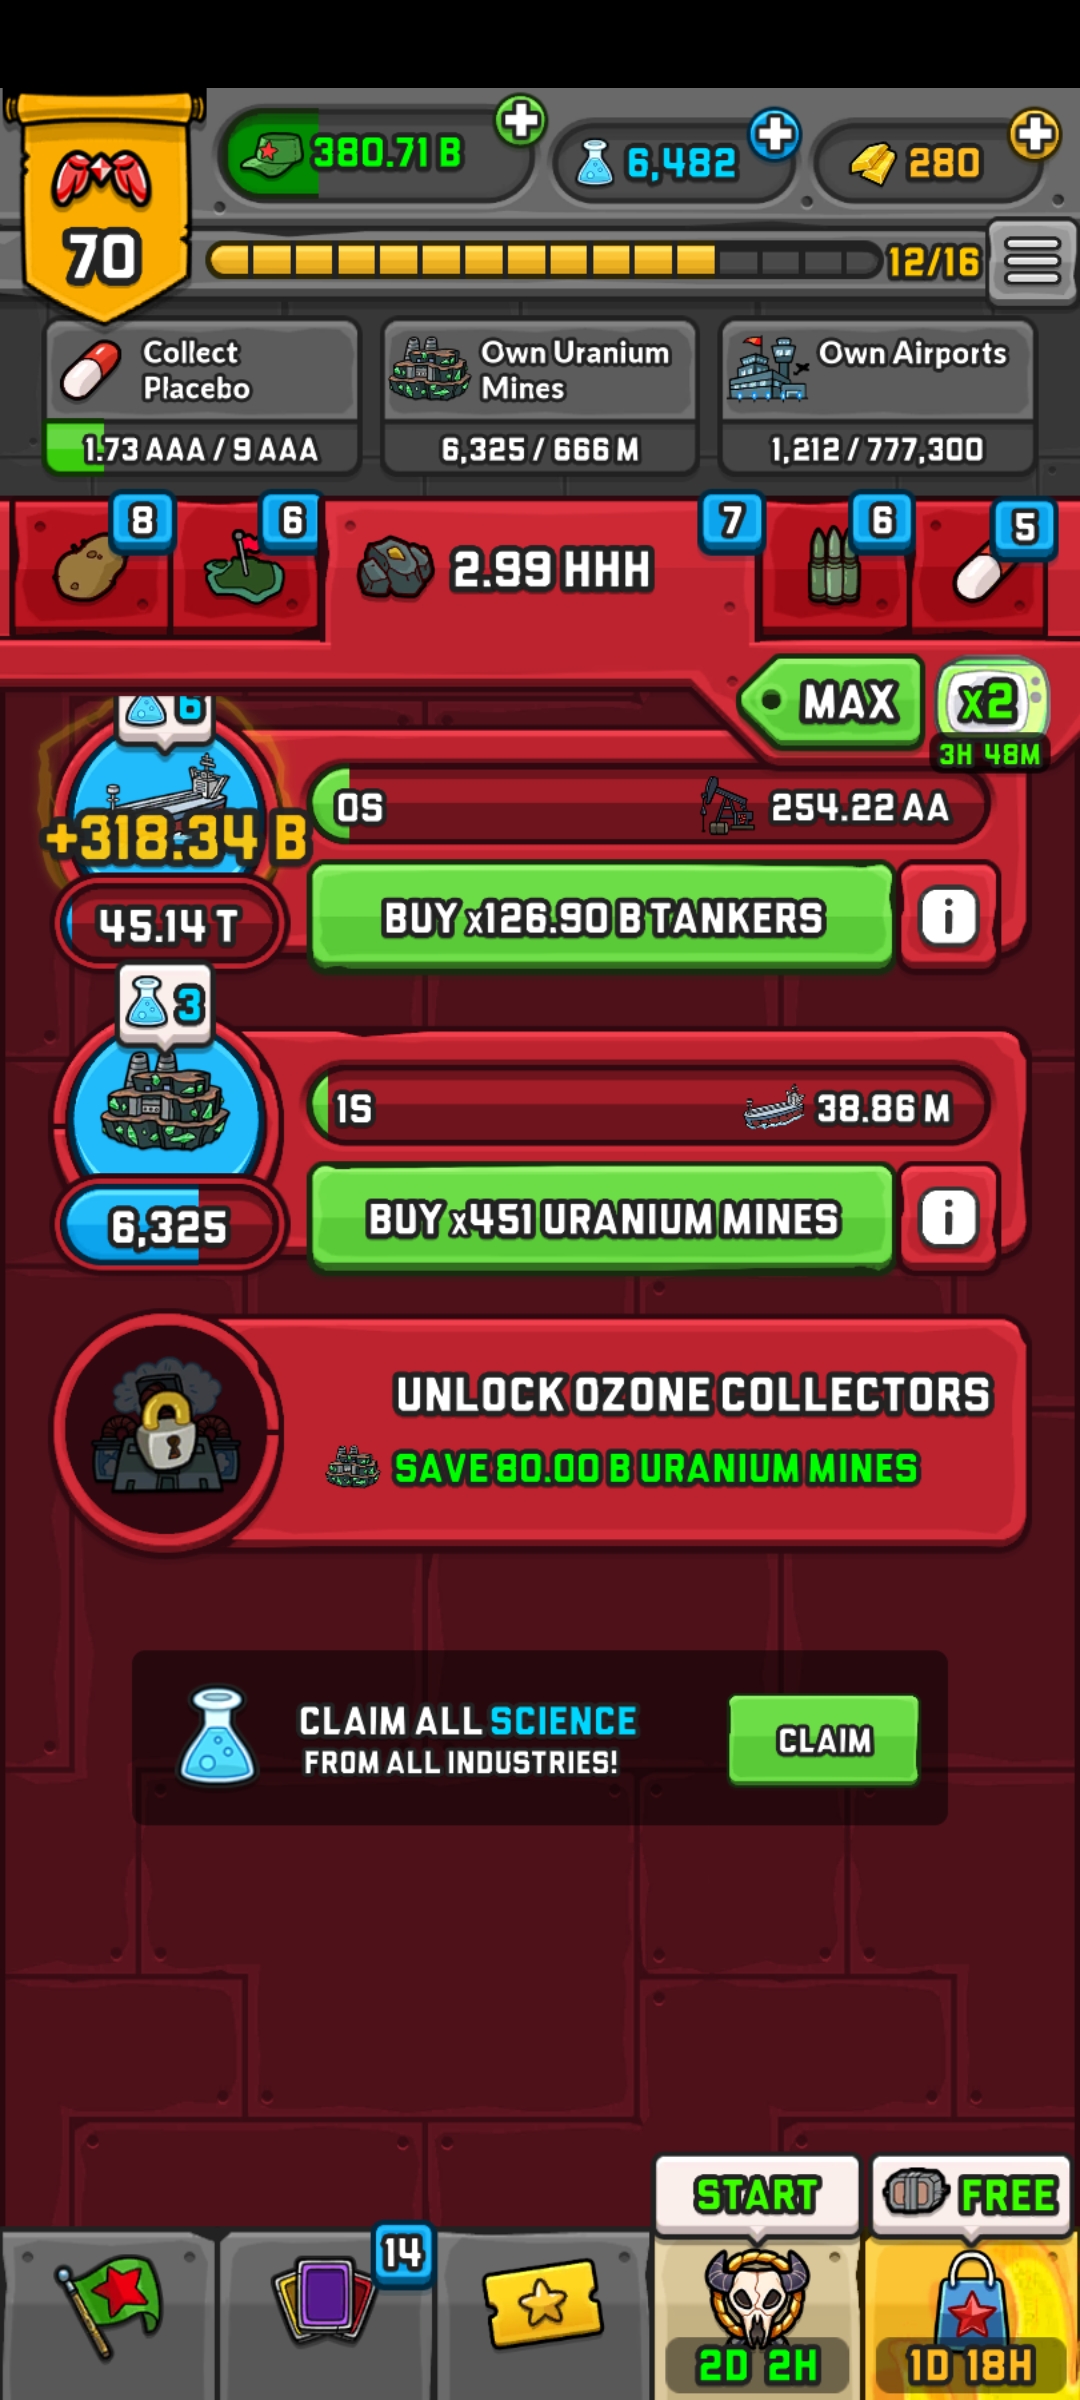 380.71 B
6,482
280
70
12/16
Collect
Placebo
1.73 AAA / 9 AAA
Own Uranium
Mines
6,325 / 666 M
Own Airports
1,212 / 777,300
8
6
2.99 HHH
7
6
5
MAX
x2
3H 48M
6
+318.34 B
0S
254.22 AA
45.14 T
BUY x126.90 B TANKERS
i
3
1S
38.86 M
6,325
BUY x451 URANIUM MINES
i
UNLOCK OZONE COLLECTORS
SAVE 80.00 B URANIUM MINES
CLAIM ALL SCIENCE
FROM ALL INDUSTRIES!
CLAIM
START
FREE
14
2D 2H
1D 18H